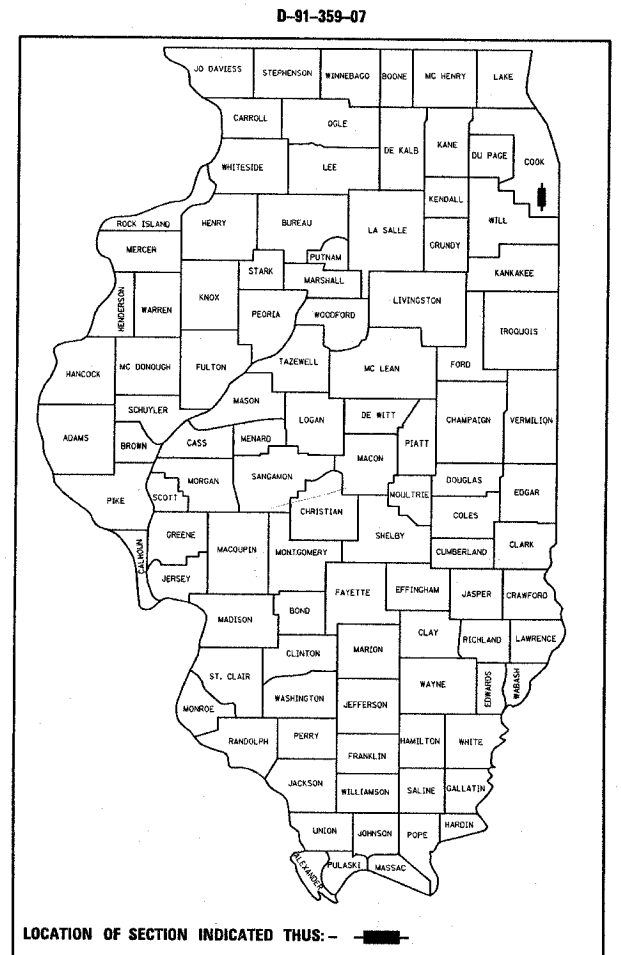 D-91-359-07
JO DAVIESS
STEPHENSON
WINNEBAGO
BOONE
MC HENRY
LAKE
CARROLL
OGLE
DE KALB
KANE
DU PAGE
COOK
WHITESIDE
LEE
KENDALL
WILL
ROCK ISLAND
HENRY
BUREAU
LA SALLE
GRUNDY
MERCER
PUTNAM
KANKAKEE
STARK
MARSHALL
HENDERSON
WARREN
KNOX
PEORIA
WOODFORD
LIVINGSTON
IROQUOIS
HANCOCK
MC DONOUGH
FULTON
TAZEWELL
MC LEAN
FORD
SCHUYLER
MASON
LOGAN
DE WITT
CHAMPAIGN
VERMILION
ADAMS
BROWN
CASS
MENARD
MACON
PIATT
PIKE
SCOTT
MORGAN
SANGAMON
CHRISTIAN
MOULTRIE
DOUGLAS
EDGAR
COLES
CALHOUN
GREENE
MACOUPIN
MONTGOMERY
SHELBY
CUMBERLAND
CLARK
JERSEY
FAYETTE
EFFINGHAM
JASPER
CRAWFORD
MADISON
BOND
CLAY
RICHLAND
LAWRENCE
CLINTON
MARION
ST. CLAIR
WAYNE
EDWARDS
WABASH
MONROE
WASHINGTON
JEFFERSON
RANDOLPH
PERRY
HAMILTON
WHITE
FRANKLIN
JACKSON
WILLIAMSON
SALINE
GALLATIN
UNION
JOHNSON
POPE
HARDIN
ALEXANDER
PULASKI
MASSAC
LOCATION OF SECTION INDICATED THUS: -